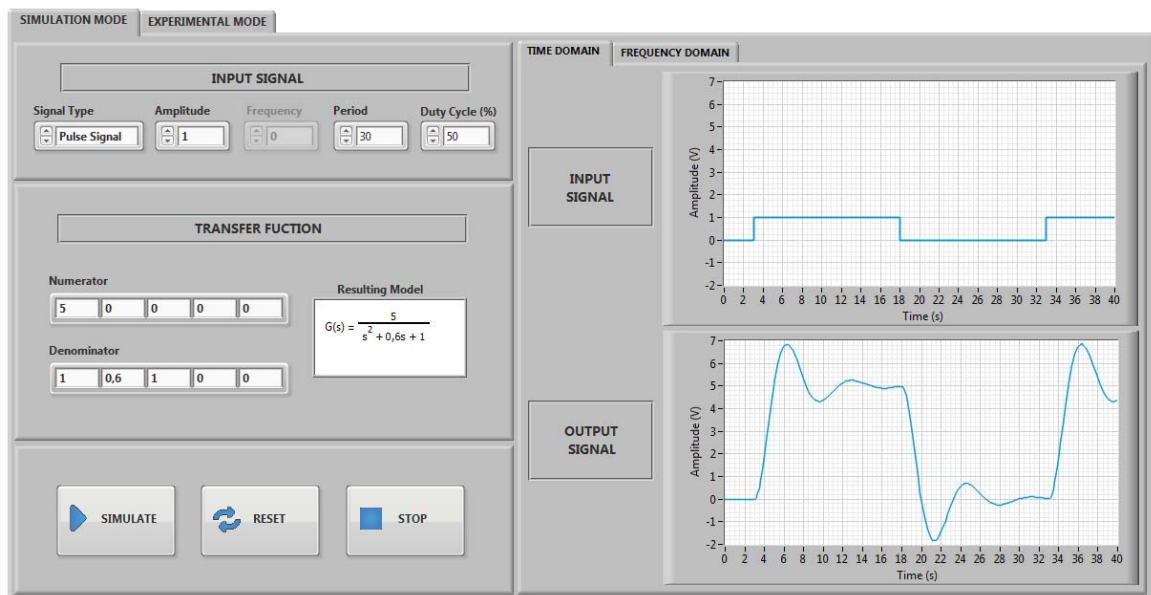 SIMULATION MODE EXPERIMENTAL MODE
INPUT SIGNAL
Signal Type Amplitude Frequency Period Duty Cycle (%)
Pulse Signal 1 0 30 50
TRANSFER FUCTION
Numerator
5 0 0 0 0
Denominator
1 0,6 1 0 0
Resulting Model
G(s) = 5
s² + 0,6s + 1
SIMULATE RESET STOP
TIME DOMAIN FREQUENCY DOMAIN
INPUT
SIGNAL
Amplitude (V)
7
6
5
4
3
2
1
0
-1
-2
0 2 4 6 8 10 12 14 16 18 20 22 24 26 28 30 32 34 36 38 40
Time (s)
OUTPUT
SIGNAL
Amplitude (V)
7
6
5
4
3
2
1
0
-1
-2
0 2 4 6 8 10 12 14 16 18 20 22 24 26 28 30 32 34 36 38 40
Time (s)